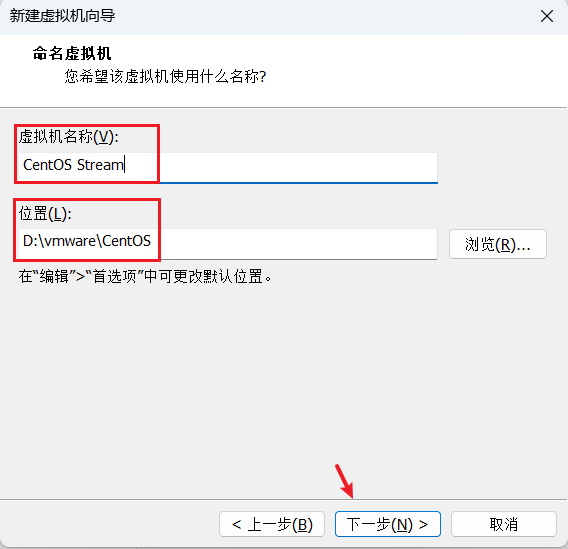 新建虚拟机向导
命名虚拟机
您希望该虚拟机使用什么名称?
虚拟机名称(V):
CentOS Stream
位置(L):
D:\vmware\CentOS
浏览(R)...
在“编辑”>“首选项”中可更改默认位置。
< 上一步(B)
下一步(N) >
取消